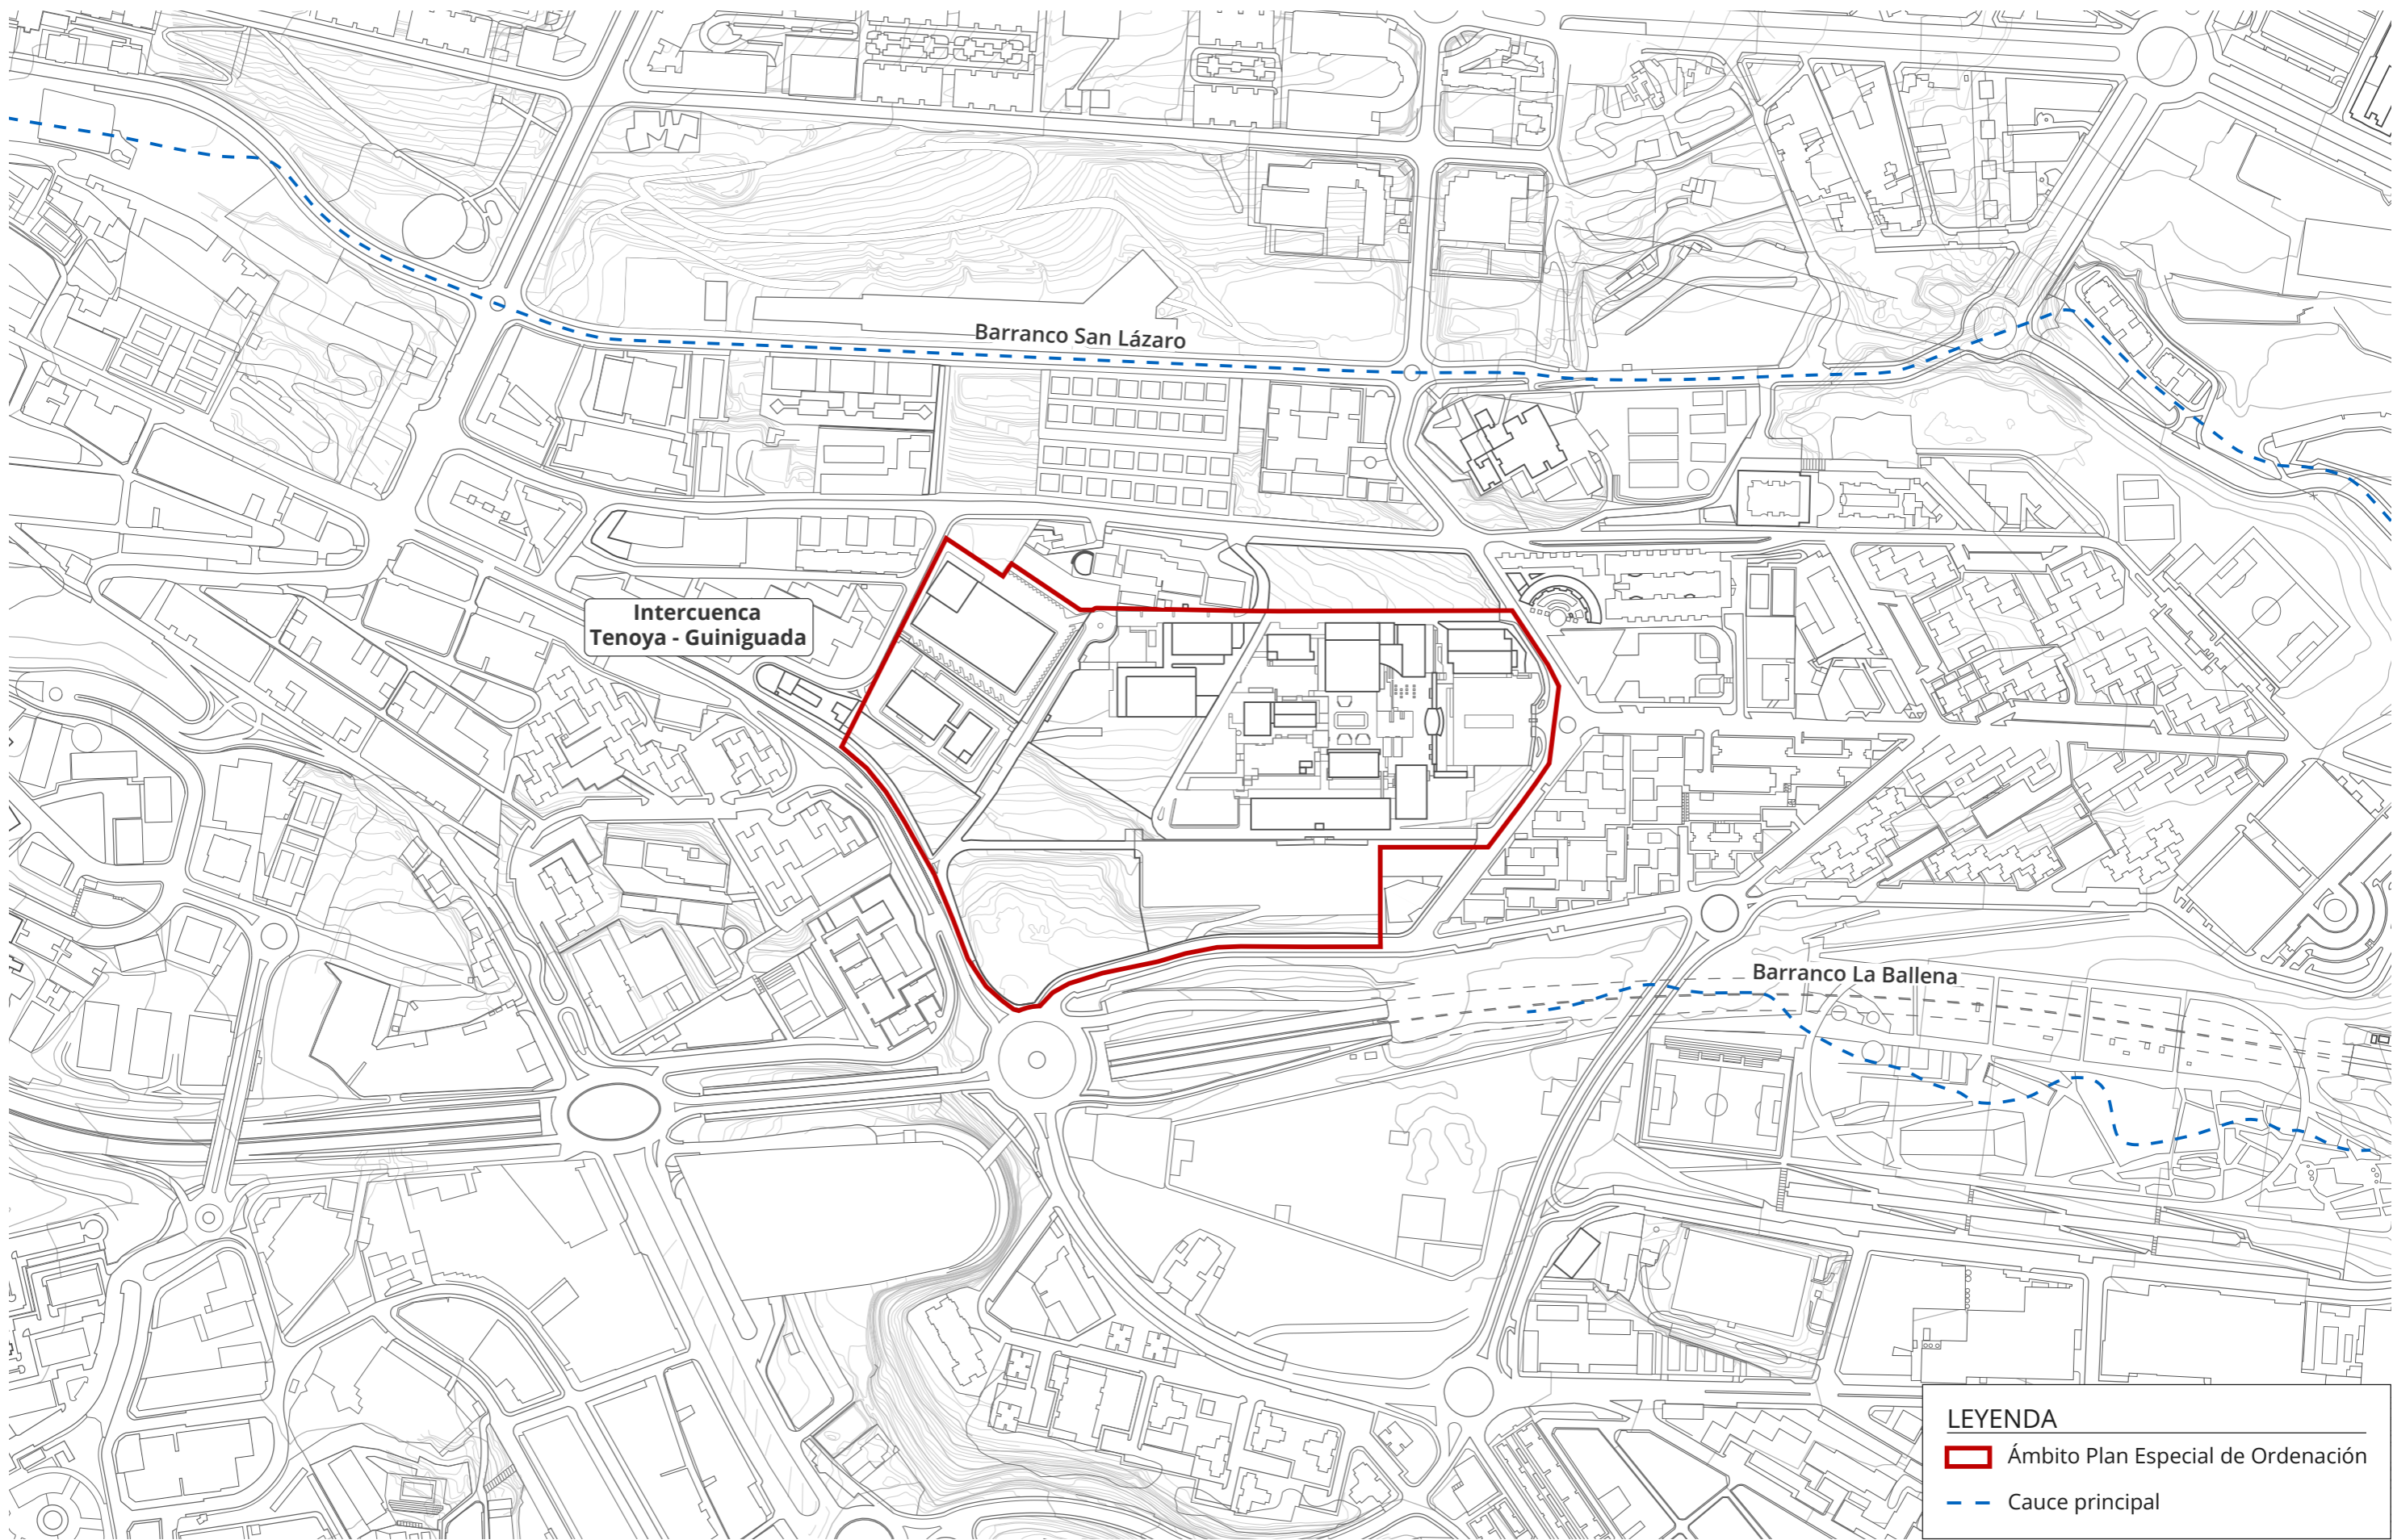 Barranco San Lázaro
Intercuenca
Tenoya - Guiniguada
Barranco La Ballena
LEYENDA
Ámbito Plan Especial de Ordenación
Cauce principal